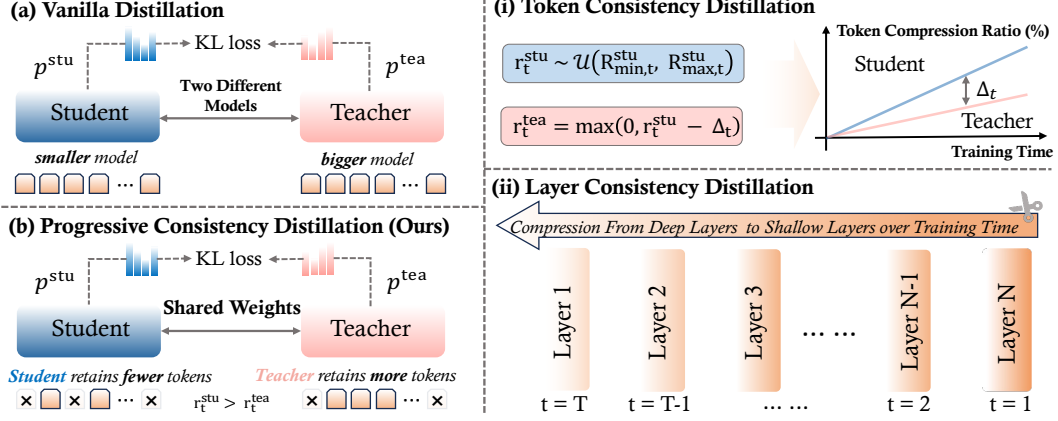 (a) Vanilla Distillation
KL loss
p^stu
p^tea
Student
Two Different
Models
Teacher
smaller model
bigger model
...
...
(b) Progressive Consistency Distillation (Ours)
KL loss
p^stu
p^tea
Student
Shared Weights
Teacher
Student retains fewer tokens
Teacher retains more tokens
× × ... ×
r_t^stu > r_t^tea
× ... ×
(i) Token Consistency Distillation
r_t^stu ~ U(R_min,t^stu, R_max,t^stu)
r_t^tea = max(0, r_t^stu − Δ_t)
Token Compression Ratio (%)
Student
Δ_t
Teacher
Training Time
(ii) Layer Consistency Distillation
Compression From Deep Layers to Shallow Layers over Training Time
Layer 1
Layer 2
Layer 3
... ...
Layer N-1
Layer N
t = T
t = T-1
... ...
t = 2
t = 1